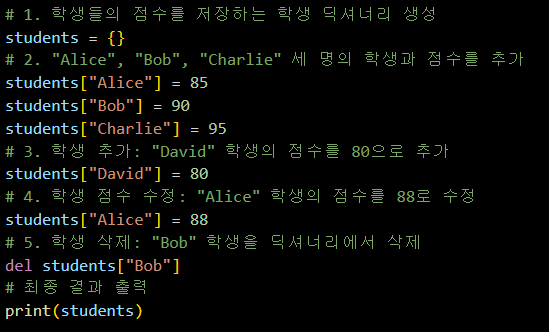 # 1. 학생들의 점수를 저장하는 학생 딕셔너리 생성
students = {}
# 2. "Alice", "Bob", "Charlie" 세 명의 학생과 점수를 추가
students["Alice"] = 85
students["Bob"] = 90
students["Charlie"] = 95
# 3. 학생 추가: "David" 학생의 점수를 80으로 추가
students["David"] = 80
# 4. 학생 점수 수정: "Alice" 학생의 점수를 88로 수정
students["Alice"] = 88
# 5. 학생 삭제: "Bob" 학생을 딕셔너리에서 삭제
del students["Bob"]
# 최종 결과 출력
print(students)